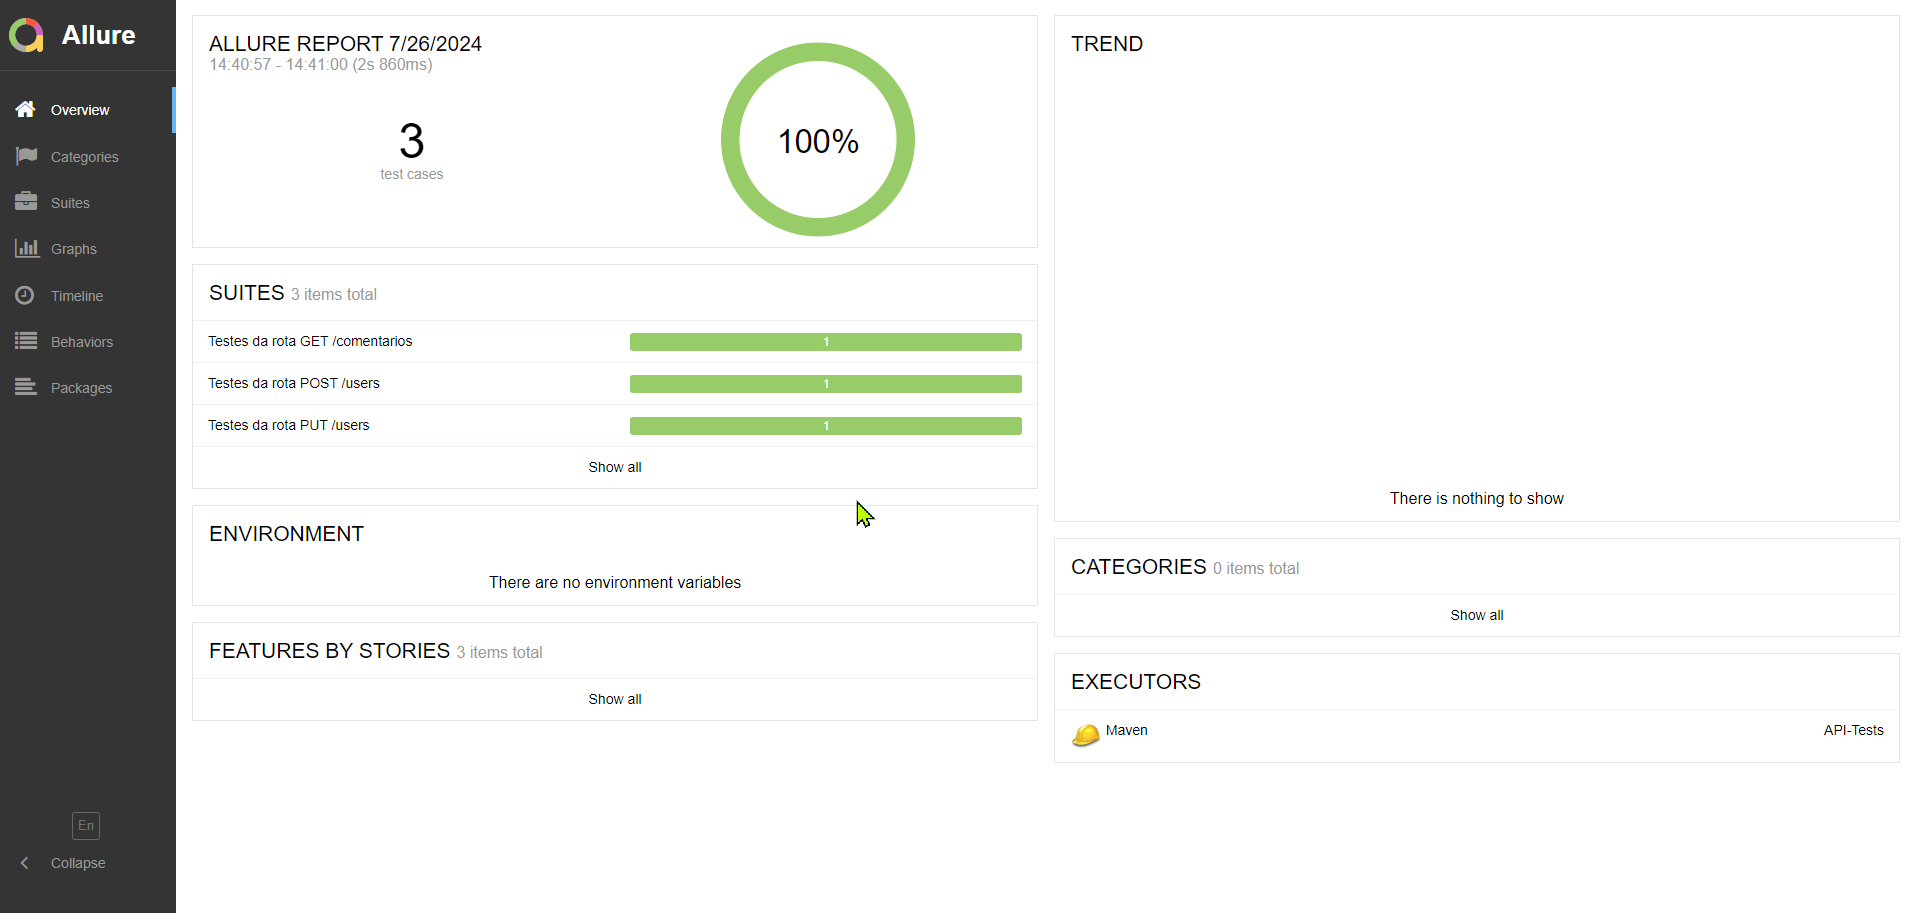 Allure
Overview
Categories
Suites
Graphs
Timeline
Behaviors
Packages
En
Collapse
ALLURE REPORT 7/26/2024
14:40:57 - 14:41:00 (2s 860ms)
3
test cases
100%
SUITES 3 items total
Testes da rota GET /comentarios
1
Testes da rota POST /users
1
Testes da rota PUT /users
1
Show all
ENVIRONMENT
There are no environment variables
FEATURES BY STORIES 3 items total
Show all
TREND
There is nothing to show
CATEGORIES 0 items total
Show all
EXECUTORS
Maven
API-Tests